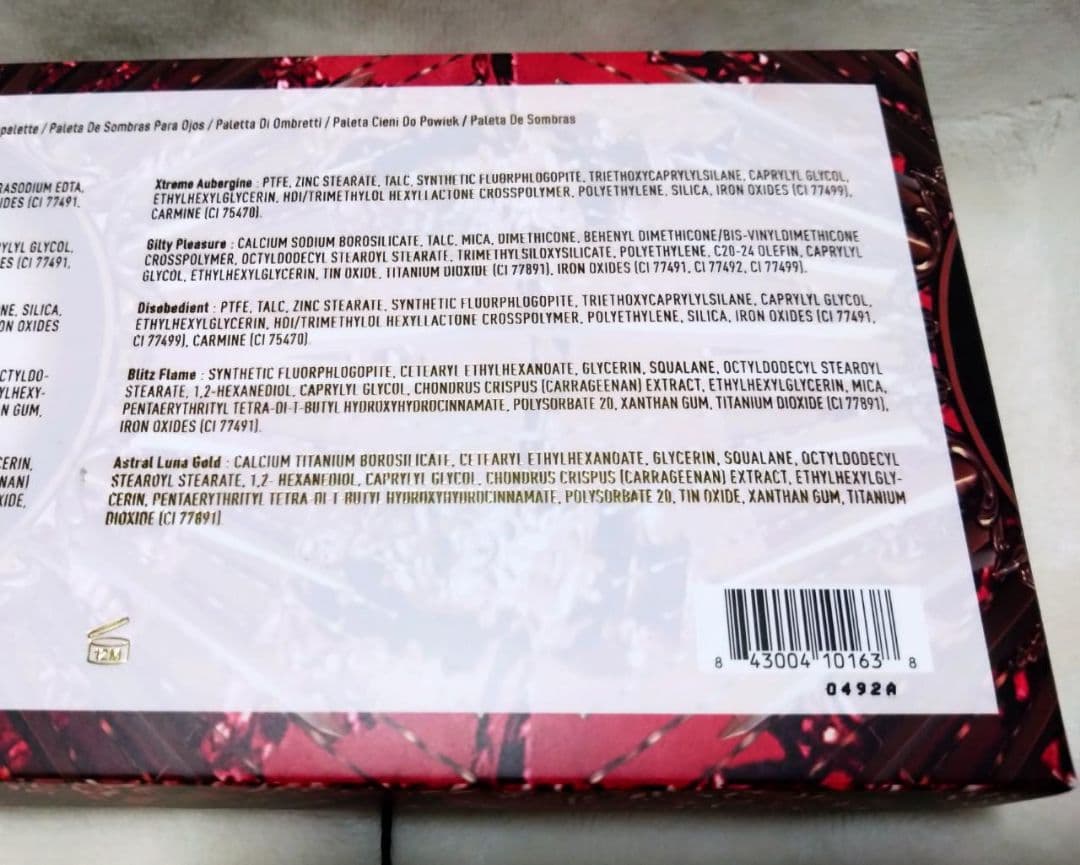 palette / Paleta De Sombras Para Ojos / Paletta Di Ombretti / Paleta Cieni Do Powiek / Paleta De Sombras
RASODIUM EDTA,
IDES (CI 77491,
YLYL GLYCOL,
ES (CI 77491,
NE, SILICA,
ON OXIDES
OCTYLDO-
YLHEXY-
N GUM,
CERIN,
NAN)
XIDE,
Xtreme Aubergine : PTFE, ZINC STEARATE, TALC, SYNTHETIC FLUORPHLOGOPITE, TRIETHOXYCAPRYLYLSILANE, CAPRYLYL GLYCOL,
ETHYLHEXYLGLYCERIN, HDI/TRIMETHYLOL HEXYLLACTONE CROSSPOLYMER, POLYETHYLENE, SILICA, IRON OXIDES (CI 77499),
CARMINE (CI 75470).
Gilty Pleasure : CALCIUM SODIUM BOROSILICATE, TALC, MICA, DIMETHICONE, BEHENYL DIMETHICONE/BIS-VINYLDIMETHICONE
CROSSPOLYMER, OCTYLDODECYL STEAROYL STEARATE, TRIMETHYLSILOXYSILICATE, POLYETHYLENE, C20-24 OLEFIN, CAPRYLYL
GLYCOL, ETHYLHEXYLGLYCERIN, TIN OXIDE, TITANIUM DIOXIDE (CI 77891), IRON OXIDES (CI 77491, CI 77492, CI 77499).
Disobedient : PTFE, TALC, ZINC STEARATE, SYNTHETIC FLUORPHLOGOPITE, TRIETHOXYCAPRYLYLSILANE, CAPRYLYL GLYCOL,
ETHYLHEXYLGLYCERIN, HDI/TRIMETHYLOL HEXYLLACTONE CROSSPOLYMER, POLYETHYLENE, SILICA, IRON OXIDES (CI 77491,
CI 77499), CARMINE (CI 75470)
Blitz Flame : SYNTHETIC FLUORPHLOGOPITE, CETEARYL ETHYLHEXANOATE, GLYCERIN, SQUALANE, OCTYLDODECYL STEAROYL
STEARATE, 1,2-HEXANEDIOL, CAPRYLYL GLYCOL, CHONDRUS CRISPUS (CARRAGEENAN) EXTRACT, ETHYLHEXYLGLYCERIN, MICA,
PENTAERYTHRITYL TETRA-DI-T-BUTYL HYDROXYHYDROCINNAMATE, POLYSORBATE 20, XANTHAN GUM, TITANIUM DIOXIDE (CI 77891),
IRON OXIDES (CI 77491).
Astral Luna Gold : CALCIUM TITANIUM BOROSILICATE, CETEARYL ETHYLHEXANOATE, GLYCERIN, SQUALANE, OCTYLDODECYL
STEAROYL STEARATE, 1,2- HEXANEDIOL, CAPRYLYL GLYCOL, CHONDRUS CRISPUS (CARRAGEENAN) EXTRACT, ETHYLHEXYLGLY-
CERIN, PENTAERYTHRITYL TETRA-DI-T-BUTYL HYDROXYHYDROCINNAMATE, POLYSORBATE 20, TIN OXIDE, XANTHAN GUM, TITANIUM
DIOXIDE (CI 77891)
12M
8 43004 10163 8
0492A